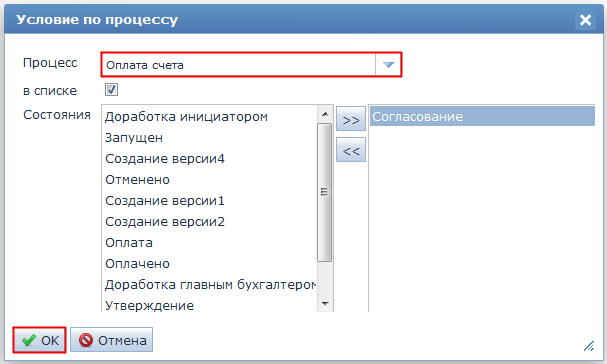 Условие по процессу
Процесс
Оплата счета
в списке
Состояния
Доработка инициатором
Запущен
Создание версии4
Отменено
Создание версии1
Создание версии2
Оплата
Оплачено
Доработка главным бухгалтером
Утверждение
>>
<<
Согласование
OK
Отмена